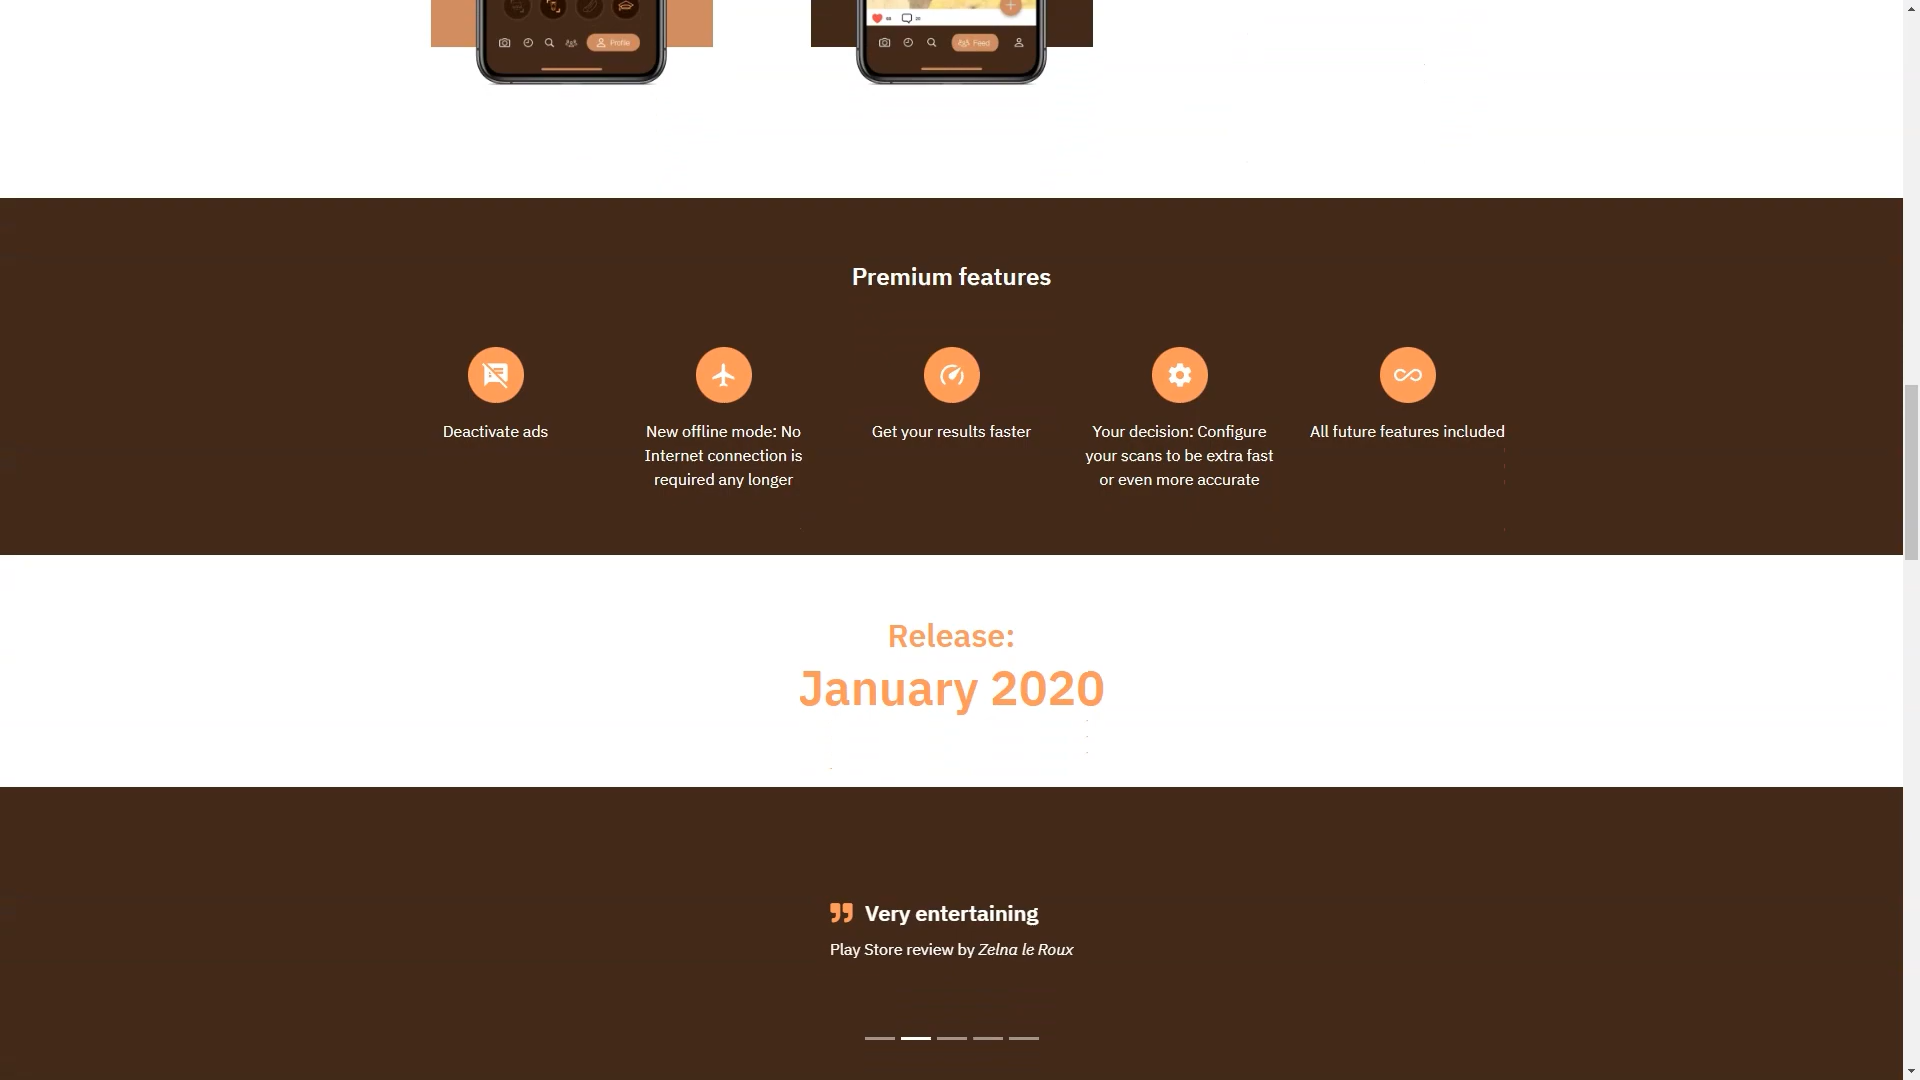 Profile
Feed
Premium features
Deactivate ads
New offline mode: No
Internet connection is
required any longer
Get your results faster
Your decision: Configure
your scans to be extra fast
or even more accurate
All future features included
Release:
January 2020
Very entertaining
Play Store review by Zelna le Roux